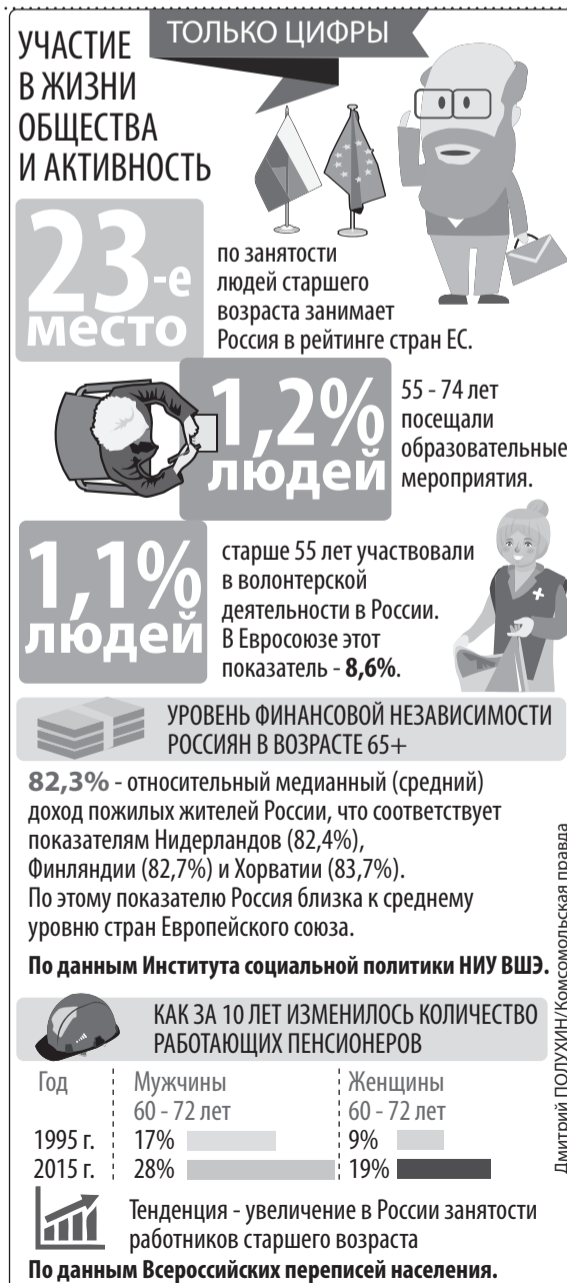 ТОЛЬКО ЦИФРЫ
УЧАСТИЕ
В ЖИЗНИ
ОБЩЕСТВА
И АКТИВНОСТЬ
23-е
место
по занятости
людей старшего
возраста занимает
Россия в рейтинге стран ЕС.
1,2%
людей
55 - 74 лет
посещали
образовательные
мероприятия.
1,1%
людей
старше 55 лет участвовали
в волонтерской
деятельности в России.
В Евросоюзе этот
показатель - 8,6%.
УРОВЕНЬ ФИНАНСОВОЙ НЕЗАВИСИМОСТИ
РОССИЯН В ВОЗРАСТЕ 65+
82,3% - относительный медианный (средний)
доход пожилых жителей России, что соответствует
показателям Нидерландов (82,4%),
Финляндии (82,7%) и Хорватии (83,7%).
По этому показателю Россия близка к среднему
уровню стран Европейского союза.
По данным Института социальной политики НИУ ВШЭ.
КАК ЗА 10 ЛЕТ ИЗМЕНИЛОСЬ КОЛИЧЕСТВО
РАБОТАЮЩИХ ПЕНСИОНЕРОВ
Год Мужчины Женщины
60 - 72 лет 60 - 72 лет
1995 г. 17% 9%
2015 г. 28% 19%
Тенденция - увеличение в России занятости
работников старшего возраста
По данным Всероссийских переписей населения.
Дмитрий ПОЛУХИН/Комсомольская правда